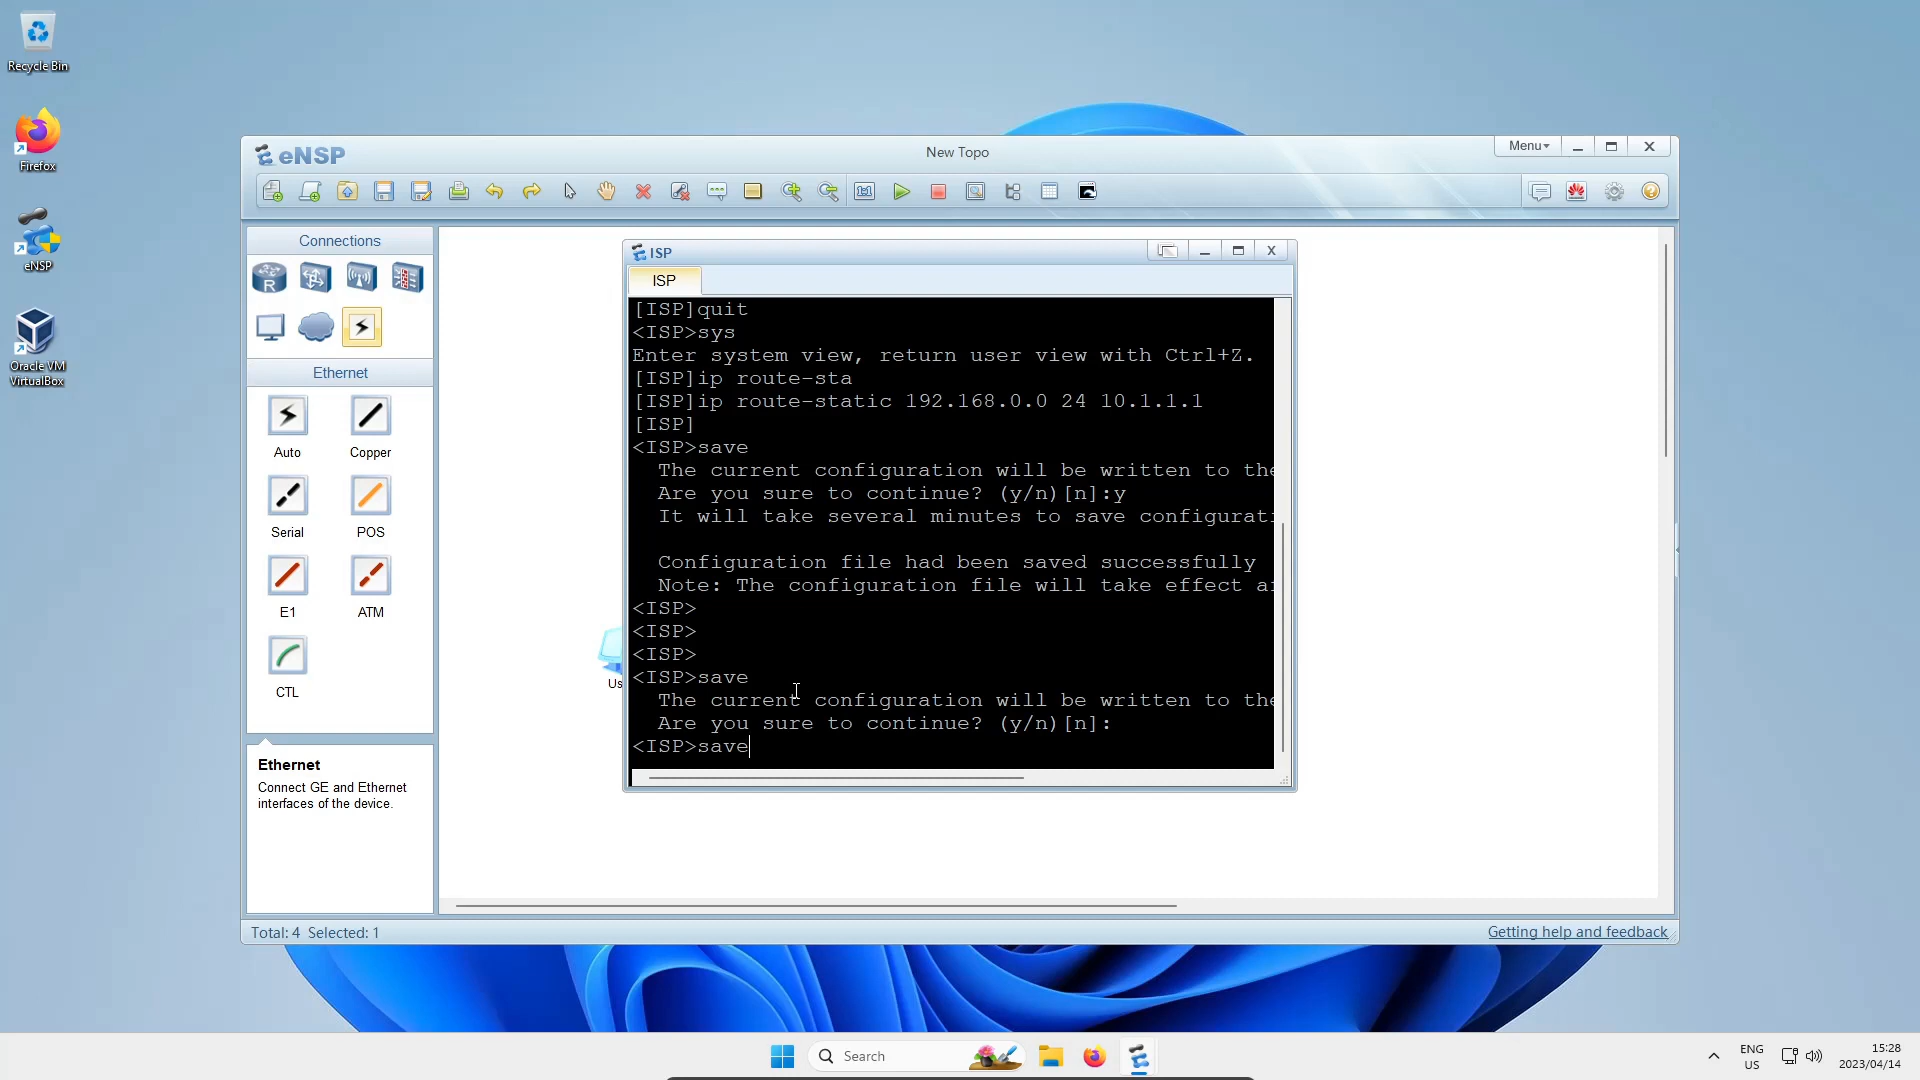 Recycle Bin
Firefox
eNSP
Oracle VM
VirtualBox
eNSP
New Topo
Menu
Connections
R
Ethernet
Auto
Copper
Serial
POS
E1
ATM
CTL
Ethernet
Connect GE and Ethernet
interfaces of the device.
Us
ISP
ISP
[ISP]quit
<ISP>sys
Enter system view, return user view with Ctrl+Z.
[ISP]ip route-sta
[ISP]ip route-static 192.168.0.0 24 10.1.1.1
[ISP]
<ISP>save
The current configuration will be written to the
Are you sure to continue? (y/n)[n]:y
It will take several minutes to save configurati
Configuration file had been saved successfully
Note: The configuration file will take effect a
<ISP>
<ISP>
<ISP>
<ISP>save
The current configuration will be written to the
Are you sure to continue? (y/n)[n]:
<ISP>save
Total: 4 Selected: 1
Getting help and feedback
Search
ENG
US
15:28
2023/04/14